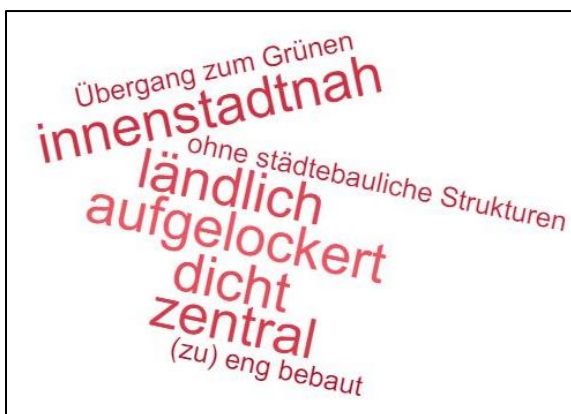 Übergang zum Grünen
innenstadtnah
ohne städtebauliche Strukturen
ländlich
aufgelockert
dicht
zentral
(zu) eng bebaut